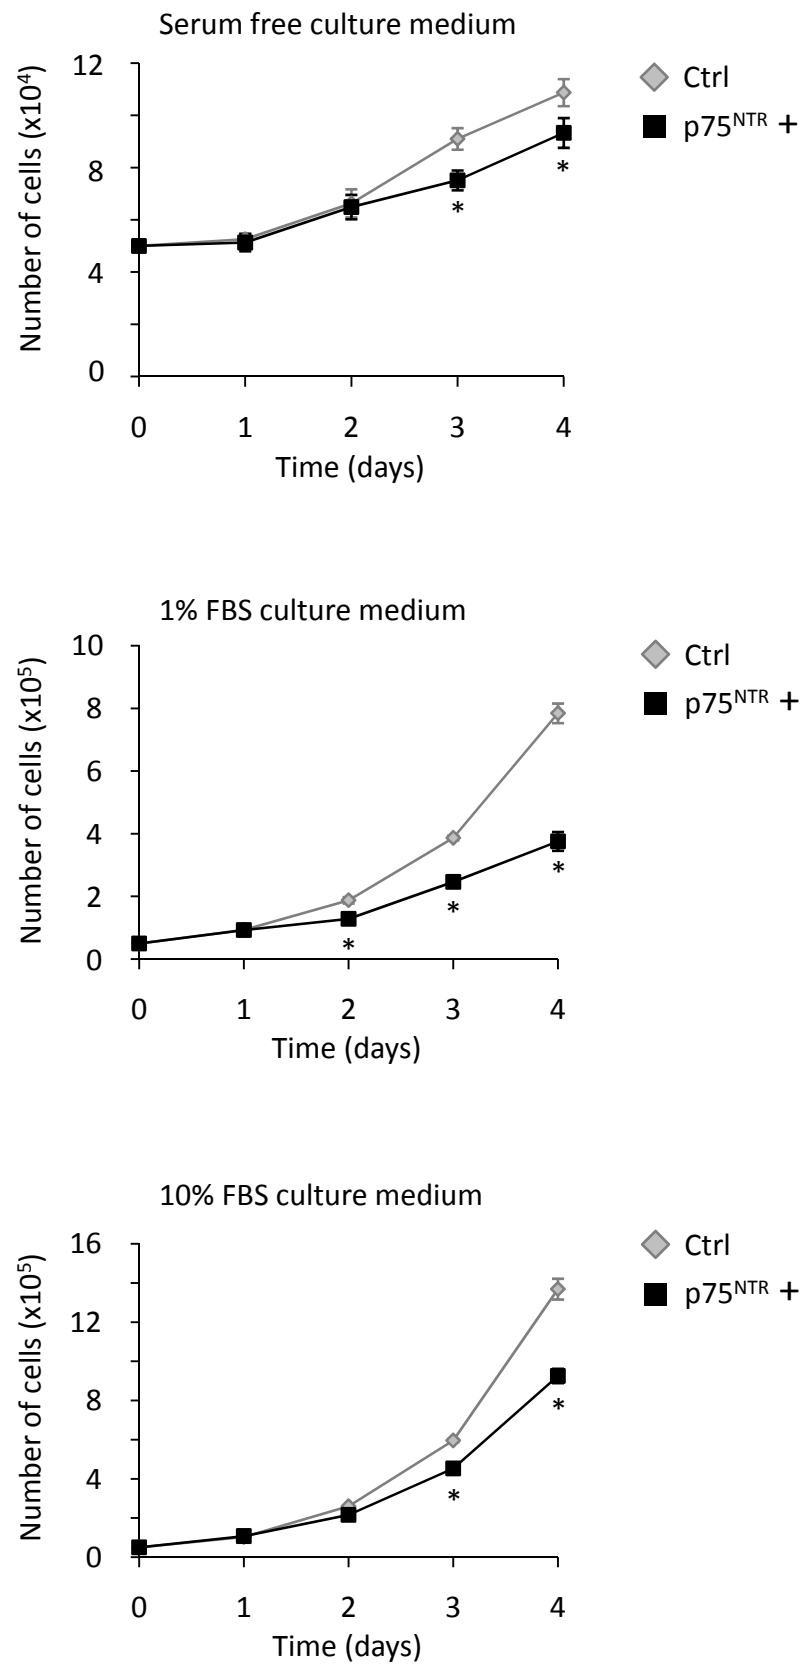 Serum free culture medium
Number of cells (x10⁴)
12
8
4
0
0 1 2 3 4
Time (days)
Ctrl
p75ᴺᵀᴿ +
*
*
1% FBS culture medium
Number of cells (x10⁵)
10
8
6
4
2
0
0 1 2 3 4
Time (days)
Ctrl
p75ᴺᵀᴿ +
*
*
*
10% FBS culture medium
Number of cells (x10⁵)
16
12
8
4
0
0 1 2 3 4
Time (days)
Ctrl
p75ᴺᵀᴿ +
*
*